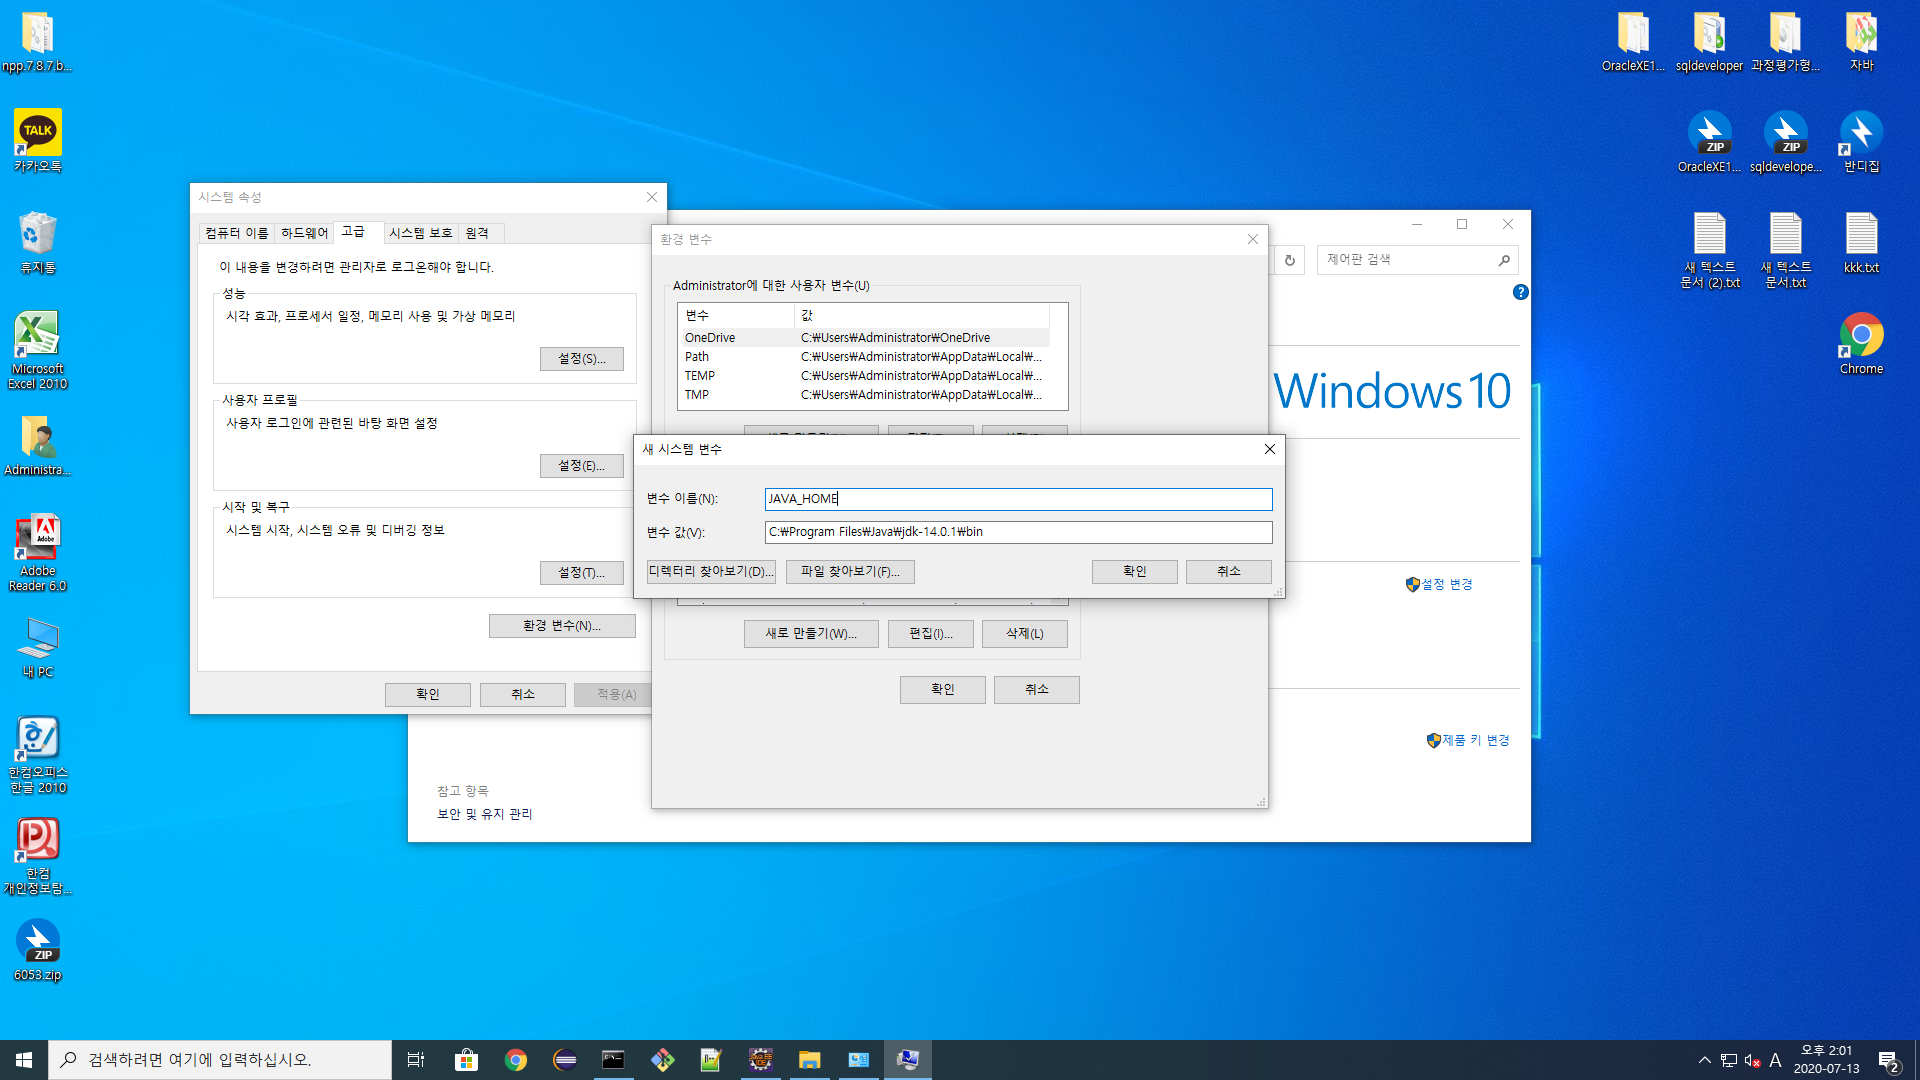 npp.7.8.7.b...
TALK
카카오톡
휴지통
Microsoft
Excel 2010
Administra...
Adobe
Adobe
Reader 6.0
내 PC
한컴오피스
한글 2010
한컴
개인정보탐...
ZIP
6053.zip
OracleXE1...
sqldeveloper
과정평가형...
자바
ZIP
OracleXE1...
ZIP
sqldevelope...
반디집
새 텍스트
문서 (2).txt
새 텍스트
문서.txt
kkk.txt
Chrome
시스템 속성
컴퓨터 이름
하드웨어
고급
시스템 보호
원격
이 내용을 변경하려면 관리자로 로그온해야 합니다.
성능
시각 효과, 프로세서 일정, 메모리 사용 및 가상 메모리
설정(S)...
사용자 프로필
사용자 로그인에 관련된 바탕 화면 설정
설정(E)...
시작 및 복구
시스템 시작, 시스템 오류 및 디버깅 정보
설정(T)...
환경 변수(N)...
확인
취소
적용(A)
환경 변수
Administrator에 대한 사용자 변수(U)
변수
값
OneDrive
C:₩Users₩Administrator₩OneDrive
Path
C:₩Users₩Administrator₩AppData₩Local₩...
TEMP
C:₩Users₩Administrator₩AppData₩Local₩...
TMP
C:₩Users₩Administrator₩AppData₩Local₩...
새 시스템 변수
변수 이름(N):
JAVA_HOME
변수 값(V):
C:₩Program Files₩Java₩jdk-14.0.1₩bin
디렉터리 찾아보기(D)...
파일 찾아보기(F)...
확인
취소
새로 만들기(W)...
편집(I)...
삭제(L)
확인
취소
제어판 검색
?
Windows 10
설정 변경
제품 키 변경
참고 항목
보안 및 유지 관리
검색하려면 여기에 입력하십시오.
A
오후 2:01
2020-07-13
2